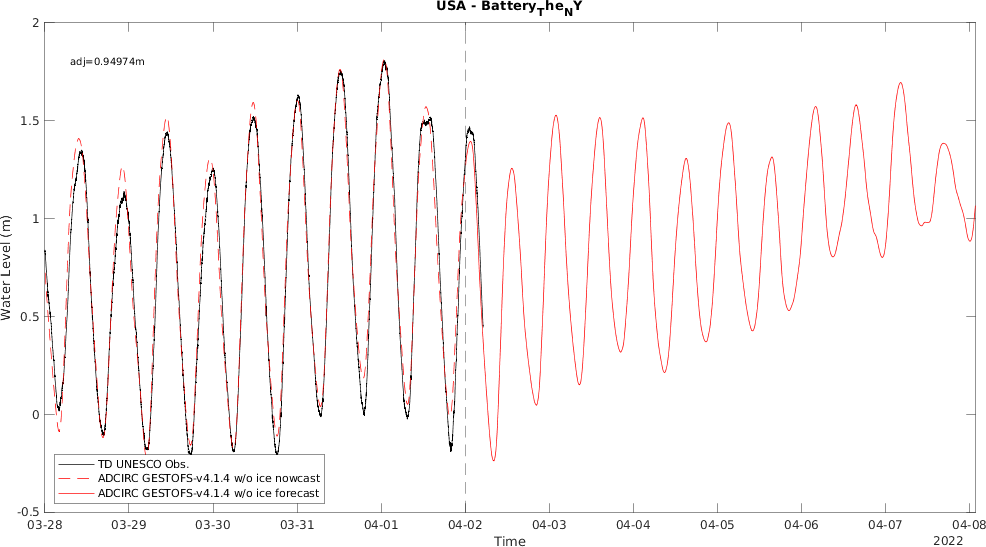 USA - BatteryTheNY
2
adj=0.94974m
1.5
1
Water Level (m)
0.5
0
TD UNESCO Obs.
ADCIRC GESTOFS-v4.1.4 w/o ice nowcast
ADCIRC GESTOFS-v4.1.4 w/o ice forecast
-0.5
03-28 03-29 03-30 03-31 04-01 04-02 04-03 04-04 04-05 04-06 04-07 04-08
Time
2022